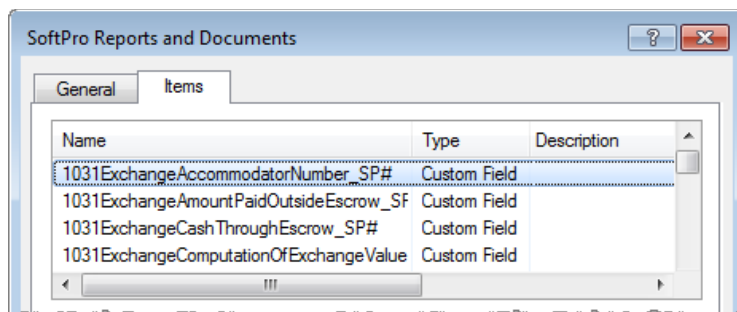 SoftPro Reports and Documents
General Items
Name Type Description
1031ExchangeAccommodatorNumber_SP# Custom Field
1031ExchangeAmountPaidOutsideEscrow_SF Custom Field
1031ExchangeCashThroughEscrow_SP# Custom Field
1031ExchangeComputationOfExchangeValue Custom Field